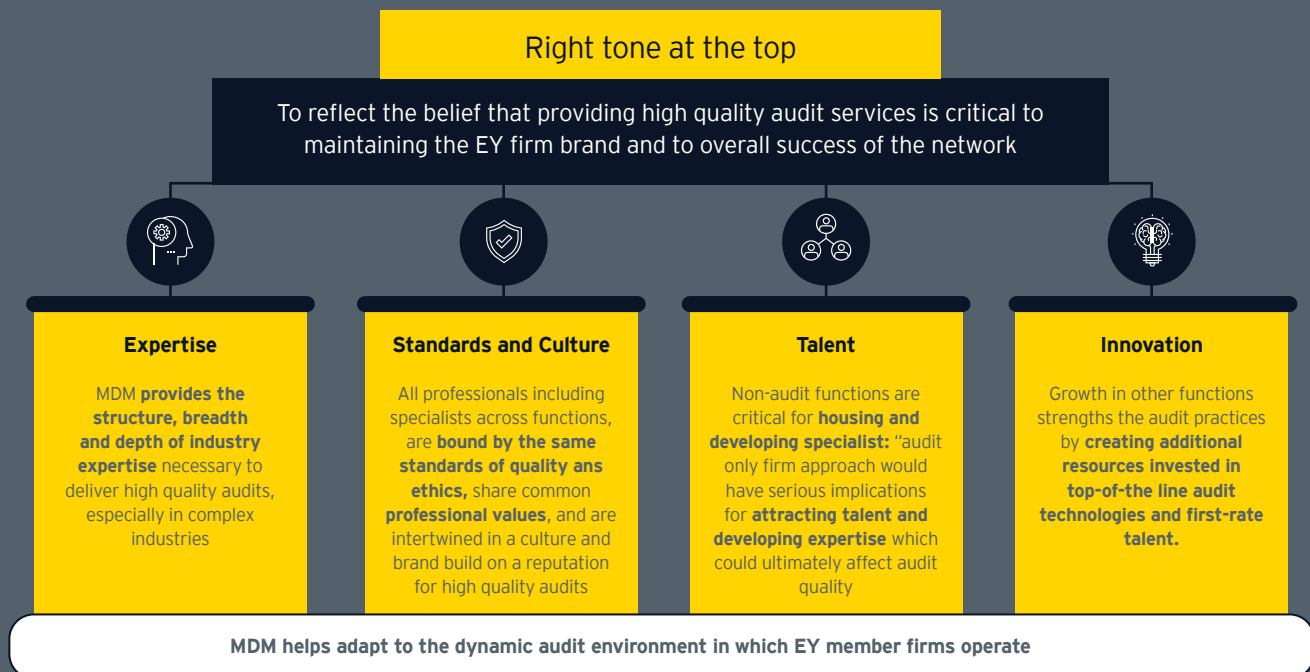 Right tone at the top
To reflect the belief that providing high quality audit services is critical to
maintaining the EY firm brand and to overall success of the network
Expertise
MDM provides the
structure, breadth
and depth of industry
expertise necessary to
deliver high quality audits,
especially in complex
industries
Standards and Culture
All professionals including
specialists across functions,
are bound by the same
standards of quality ans
ethics, share common
professional values, and are
intertwined in a culture and
brand build on a reputation
for high quality audits
Talent
Non-audit functions are
critical for housing and
developing specialist: “audit
only firm approach would
have serious implications
for attracting talent and
developing expertise which
could ultimately affect audit
quality
Innovation
Growth in other functions
strengths the audit practices
by creating additional
resources invested in
top-of-the line audit
technologies and first-rate
talent.
MDM helps adapt to the dynamic audit environment in which EY member firms operate